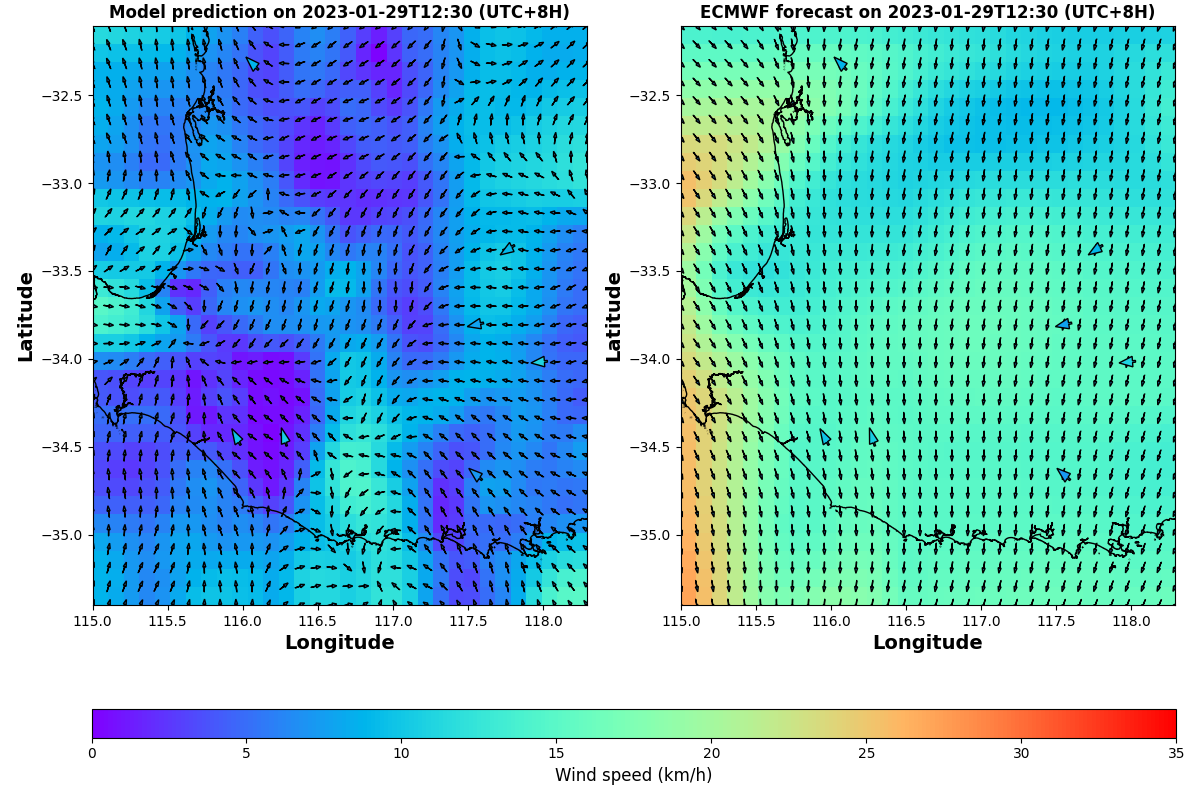 Model prediction on 2023-01-29T12:30 (UTC+8H)
ECMWF forecast on 2023-01-29T12:30 (UTC+8H)
Latitude
−32.5
−33.0
−33.5
−34.0
−34.5
−35.0
115.0 115.5 116.0 116.5 117.0 117.5 118.0
Longitude
Latitude
−32.5
−33.0
−33.5
−34.0
−34.5
−35.0
115.0 115.5 116.0 116.5 117.0 117.5 118.0
Longitude
0 5 10 15 20 25 30 35
Wind speed (km/h)